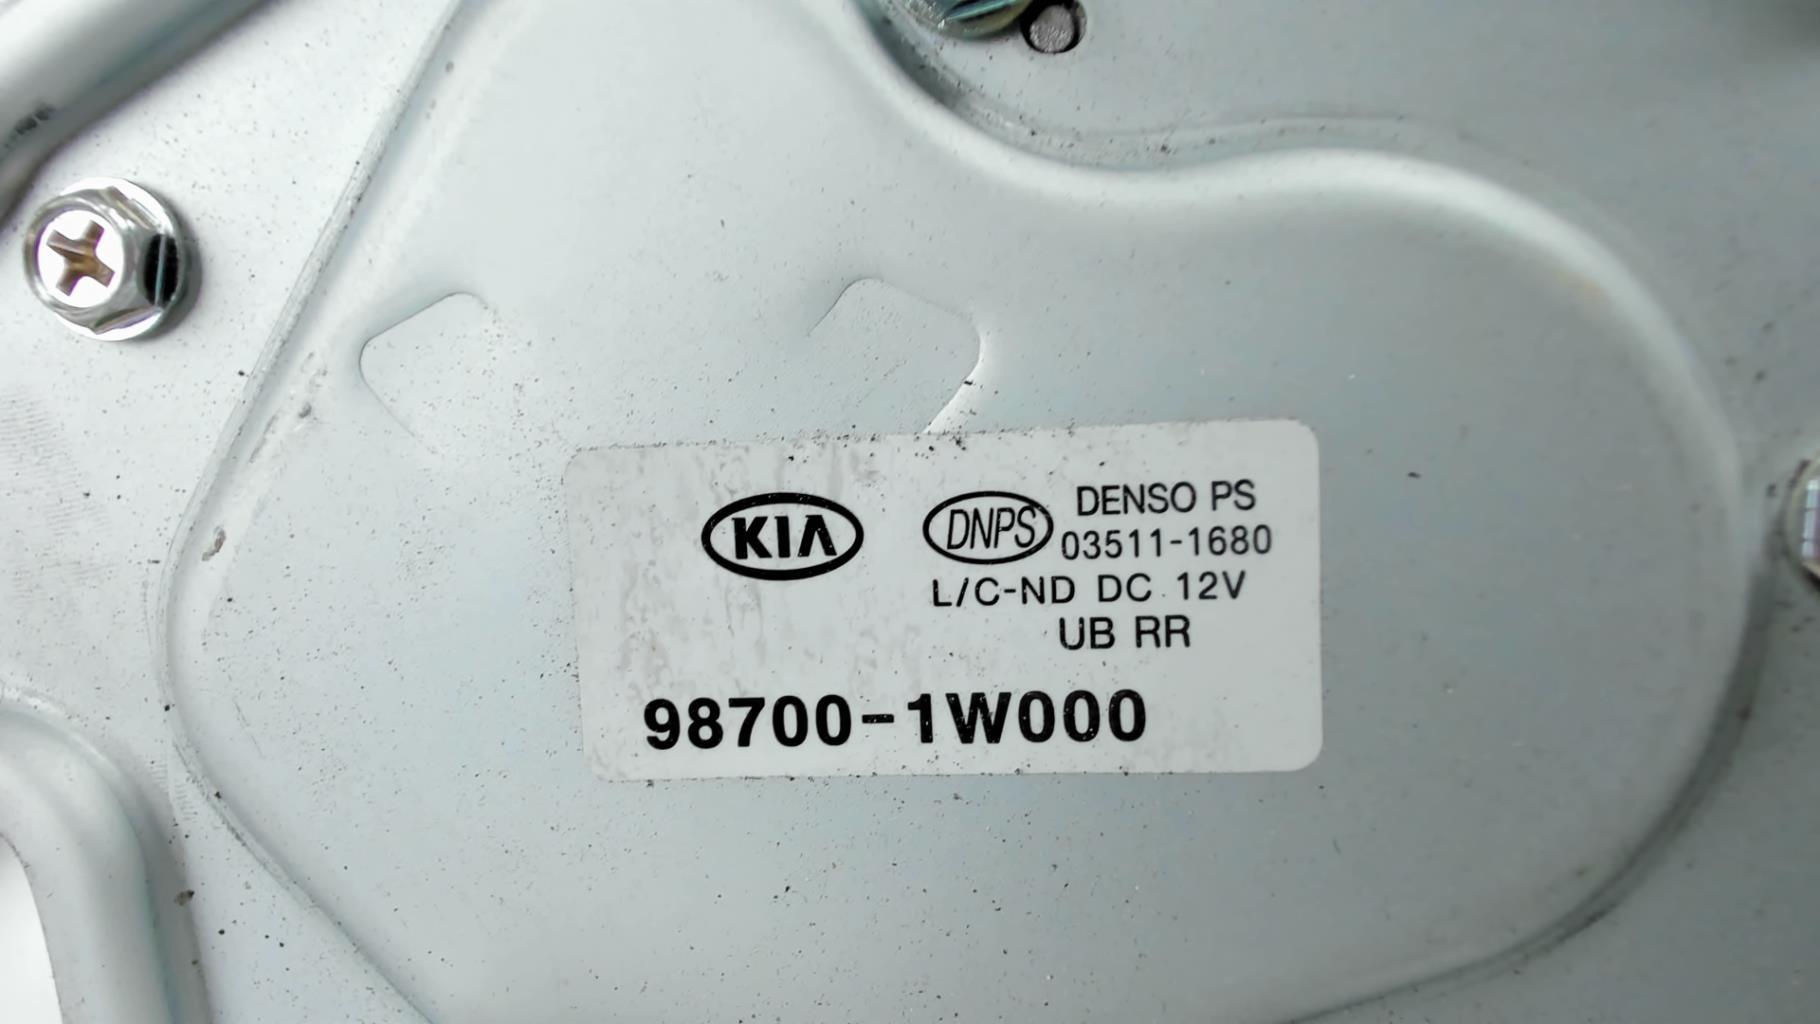 KIA
DNPS
DENSO PS
03511-1680
L/C-ND DC 12V
UB RR
98700-1W000